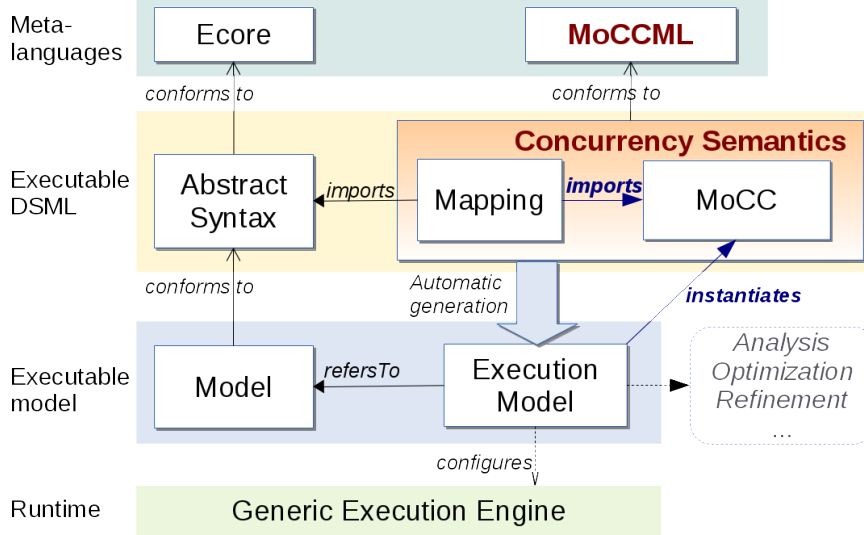 Meta-
languages
Ecore
MoCCML
conforms to
conforms to
Executable
DSML
Concurrency Semantics
Abstract
Syntax
imports
Mapping
imports
MoCC
conforms to
Automatic
generation
instantiates
Executable
model
Model
refersTo
Execution
Model
Analysis
Optimization
Refinement
...
configures
Runtime
Generic Execution Engine